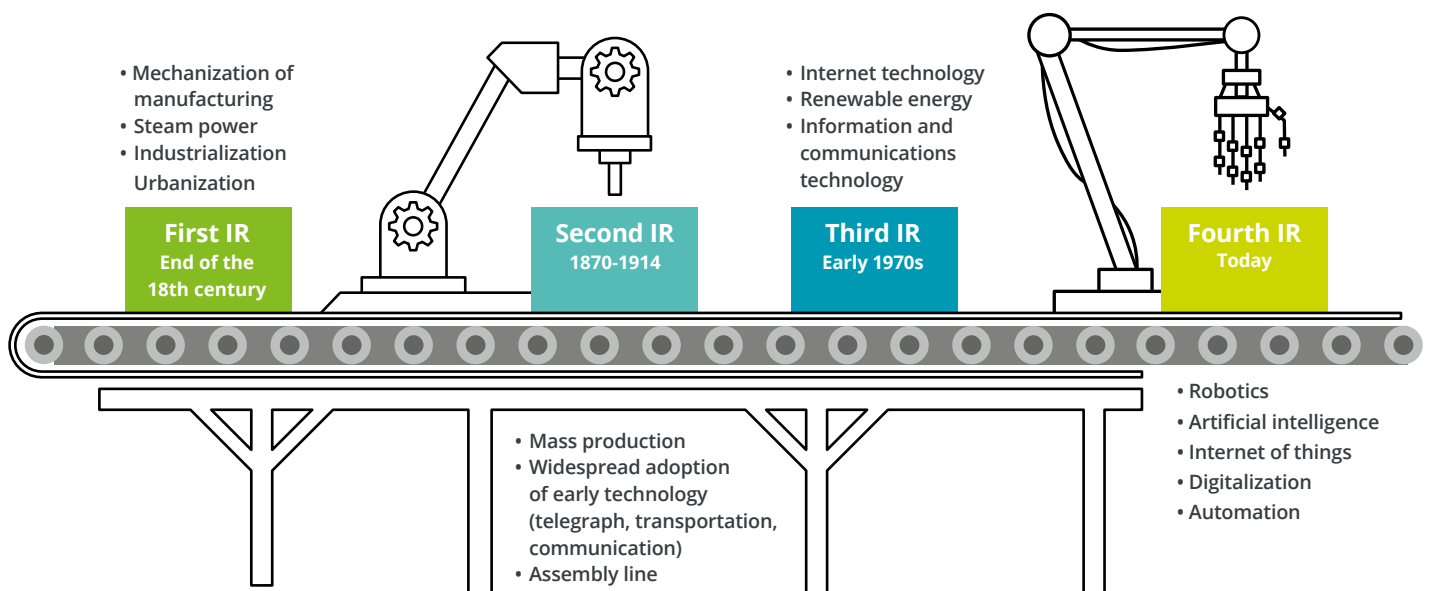 • Mechanization of
manufacturing
• Steam power
• Industrialization
Urbanization
First IR
End of the
18th century
Second IR
1870-1914
• Mass production
• Widespread adoption
of early technology
(telegraph, transportation,
communication)
• Assembly line
• Internet technology
• Renewable energy
• Information and
communications
technology
Third IR
Early 1970s
Fourth IR
Today
• Robotics
• Artificial intelligence
• Internet of things
• Digitalization
• Automation